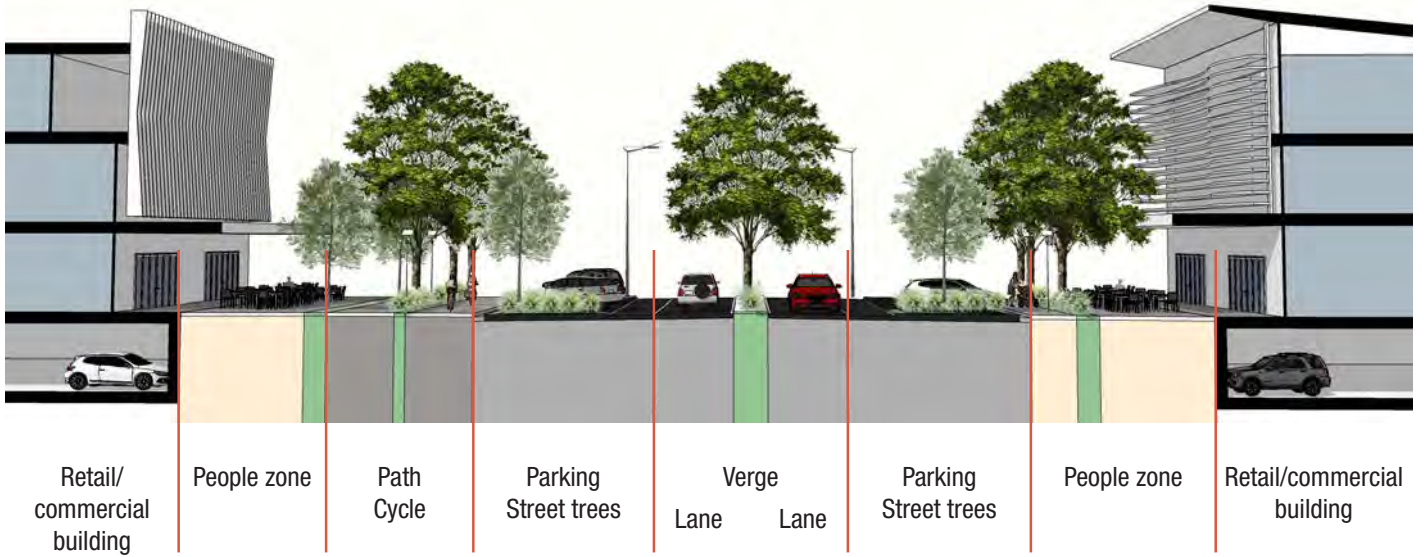 Retail/
commercial
building
People zone
Path
Cycle
Parking
Street trees
Verge
Lane Lane
Parking
Street trees
People zone
Retail/commercial
building